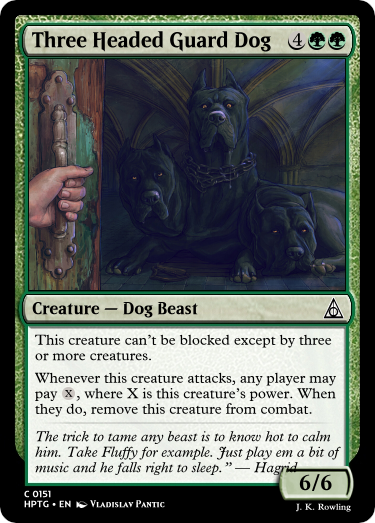 Three Headed Guard Dog 4
Creature — Dog Beast
This creature can't be blocked except by three
or more creatures.
Whenever this creature attacks, any player may
pay X, where X is this creature's power. When
they do, remove this creature from combat.
The trick to tame any beast is to know hot to calm
him. Take Fluffy for example. Just play em a bit of
music and he falls right to sleep." — Hagrid
6/6
C 0151
HPTG • EN Vladislav Pantic
J. K. Rowling